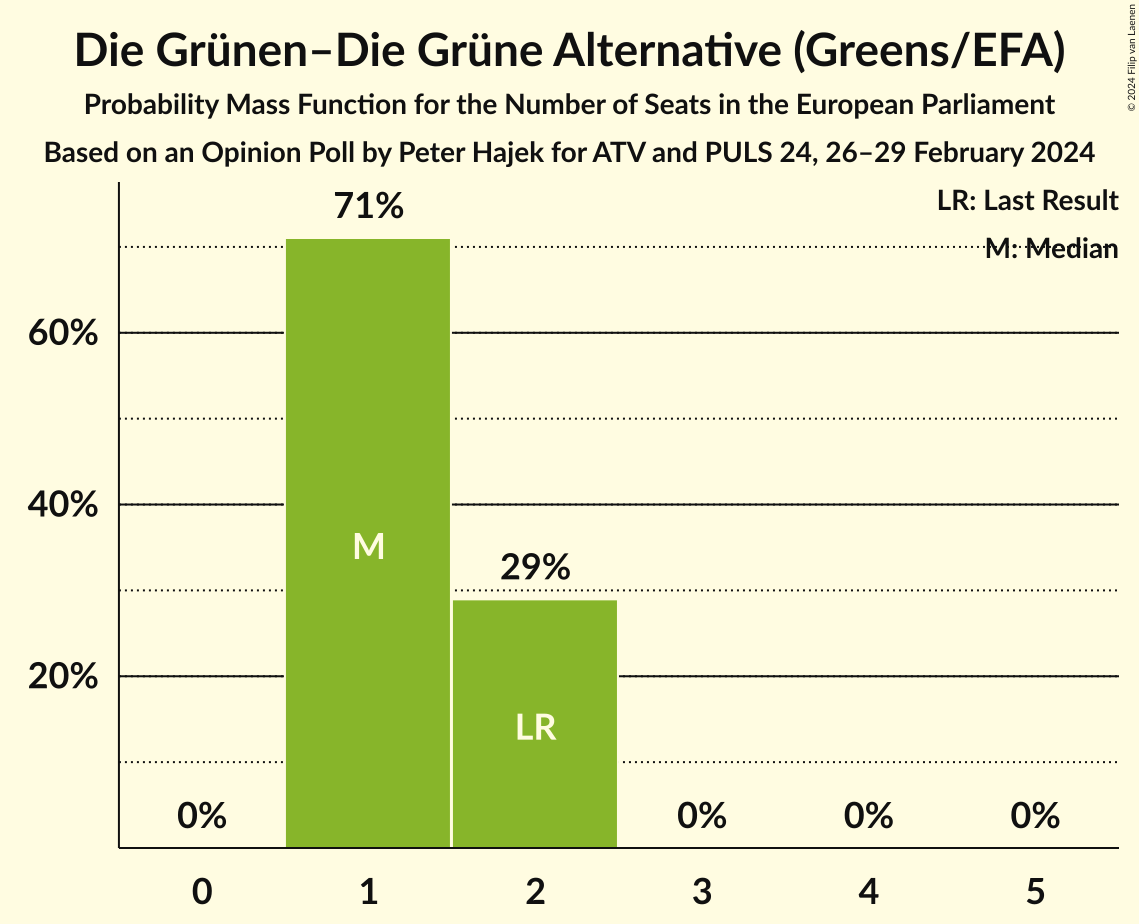 Die Grünen–Die Grüne Alternative (Greens/EFA)
Probability Mass Function for the Number of Seats in the European Parliament
Based on an Opinion Poll by Peter Hajek for ATV and PULS 24, 26–29 February 2024
© 2024 Filip van Laenen
LR: Last Result
M: Median
71%
60%
40%
M
29%
20%
LR
0%
0%
0%
0%
0
1
2
3
4
5